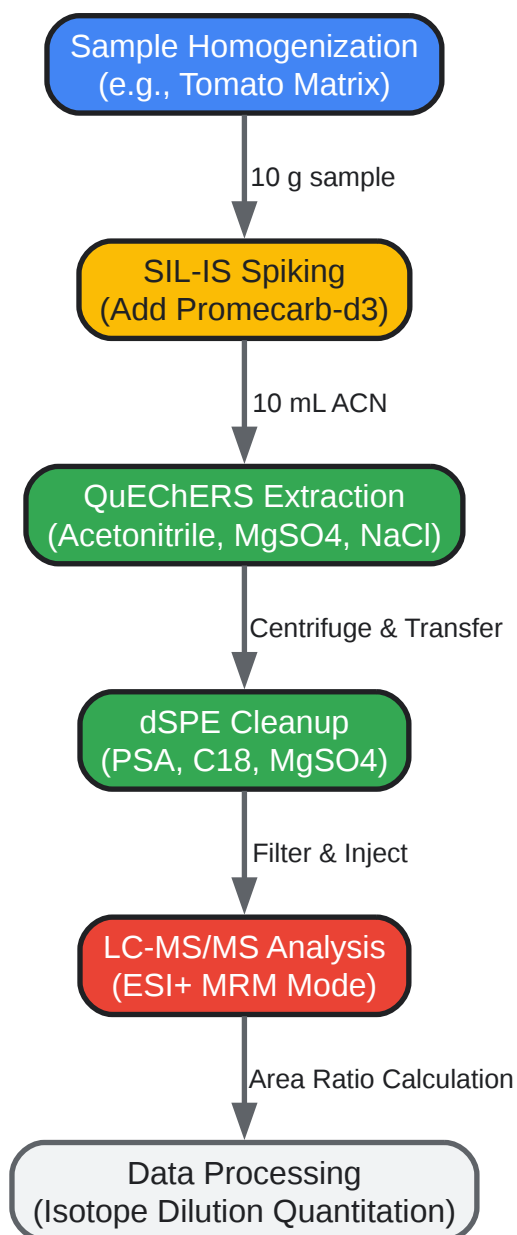 Sample Homogenization
(e.g., Tomato Matrix)
10 g sample
SIL-IS Spiking
(Add Promecarb-d3)
10 mL ACN
QuEChERS Extraction
(Acetonitrile, MgSO4, NaCl)
Centrifuge & Transfer
dSPE Cleanup
(PSA, C18, MgSO4)
Filter & Inject
LC-MS/MS Analysis
(ESI+ MRM Mode)
Area Ratio Calculation
Data Processing
(Isotope Dilution Quantitation)